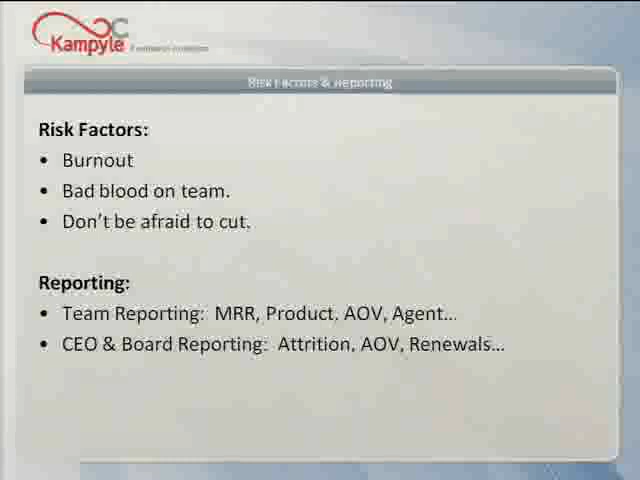 Kampyle
Risk Factors & Reporting
Risk Factors:
• Burnout
• Bad blood on team.
• Don't be afraid to cut.
Reporting:
• Team Reporting: MRR, Product, AOV, Agent...
• CEO & Board Reporting: Attrition, AOV, Renewals...